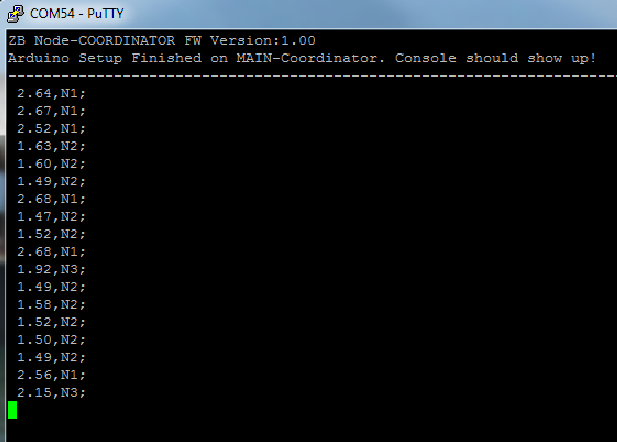 COM54 - PuTTY
ZB Node-COORDINATOR FW Version:1.00
Arduino Setup Finished on MAIN-Coordinator. Console should show up!
--------------------------------------------------------------------------
2.64,N1;
2.67,N1;
2.52,N1;
1.63,N2;
1.60,N2;
1.49,N2;
2.68,N1;
1.47,N2;
1.52,N2;
2.68,N1;
1.92,N3;
1.49,N2;
1.58,N2;
1.52,N2;
1.50,N2;
1.49,N2;
2.56,N1;
2.15,N3;